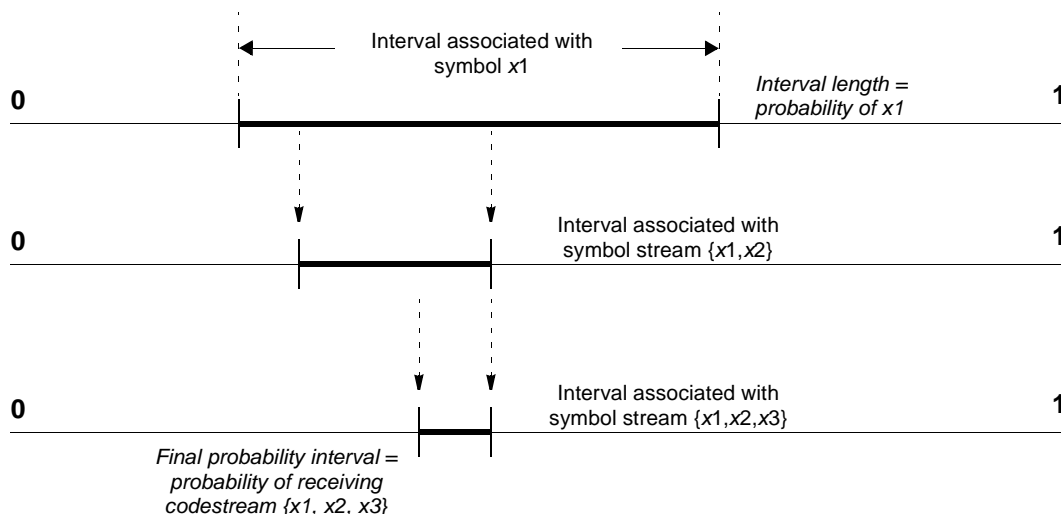 Interval associated with
symbol x1
0
Interval length =
probability of x1
1
0
Interval associated with
symbol stream {x1,x2}
1
0
Interval associated with
symbol stream {x1,x2,x3}
1
Final probability interval =
probability of receiving
codestream {x1, x2, x3}